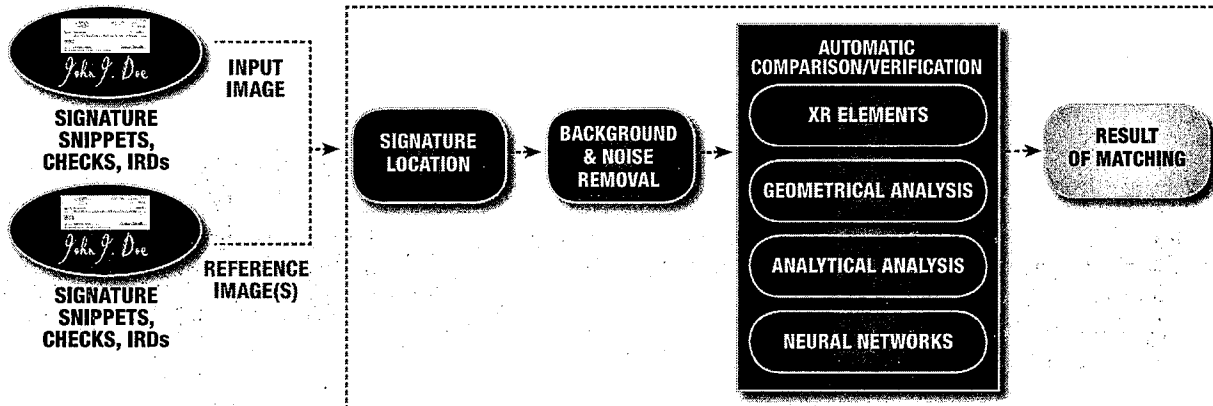 John J. Doe
SIGNATURE
SNIPPETS,
CHECKS, IRDs
INPUT
IMAGE
John J. Doe
SIGNATURE
SNIPPETS,
CHECKS, IRDs
REFERENCE
IMAGE(S)
SIGNATURE
LOCATION
BACKGROUND
& NOISE
REMOVAL
AUTOMATIC
COMPARISON/VERIFICATION
XR ELEMENTS
GEOMETRICAL ANALYSIS
ANALYTICAL ANALYSIS
NEURAL NETWORKS
RESULT
OF MATCHING